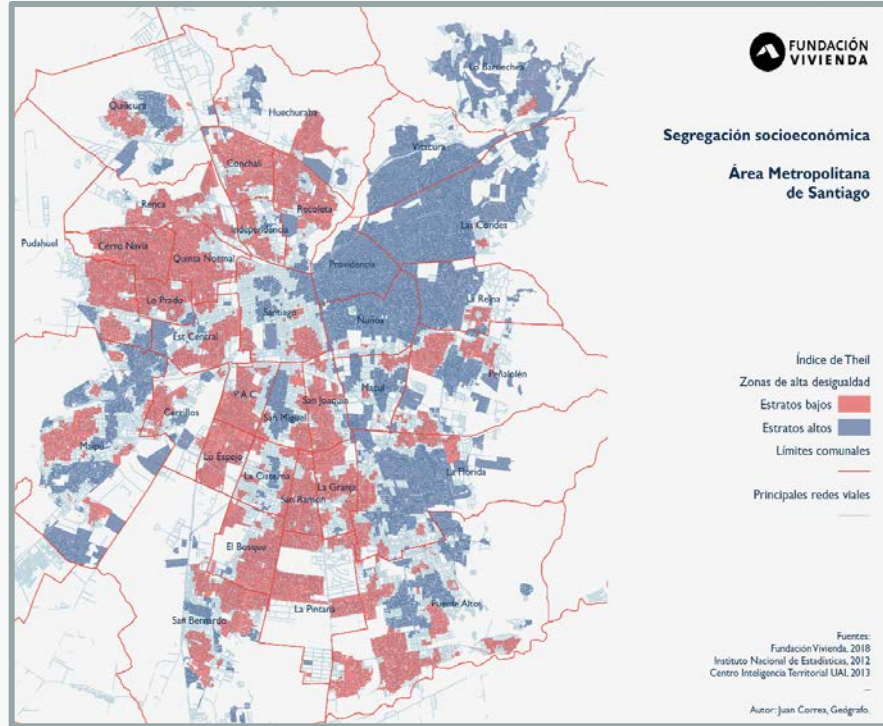 FUNDACIÓN
VIVIENDA
Segregación socioeconómica
Área Metropolitana
de Santiago
Lo Barnechea
Quilicura
Huechuraba
Vitacura
Conchalí
Renca
Recoleta
Independencia
Las Condes
Pudahuel
Cerro Navia
Quinta Normal
Providencia
Lo Prado
Santiago
La Reina
Ñuñoa
Est Central
Peñalolén
Macul
P.A.C
San Joaquín
Cerrillos
San Miguel
Maipú
Lo Espejo
La Cisterna
La Granja
La Florida
San Ramón
El Bosque
La Pintana
Puente Alto
San Bernardo
Índice de Theil
Zonas de alta desigualdad
Estratos bajos
Estratos altos
Límites comunales
Principales redes viales
Fuentes:
Fundación Vivienda, 2018
Instituto Nacional de Estadísticas, 2012
Centro Inteligencia Territorial UAI, 2013
—
Autor: Juan Correa, Geógrafo.